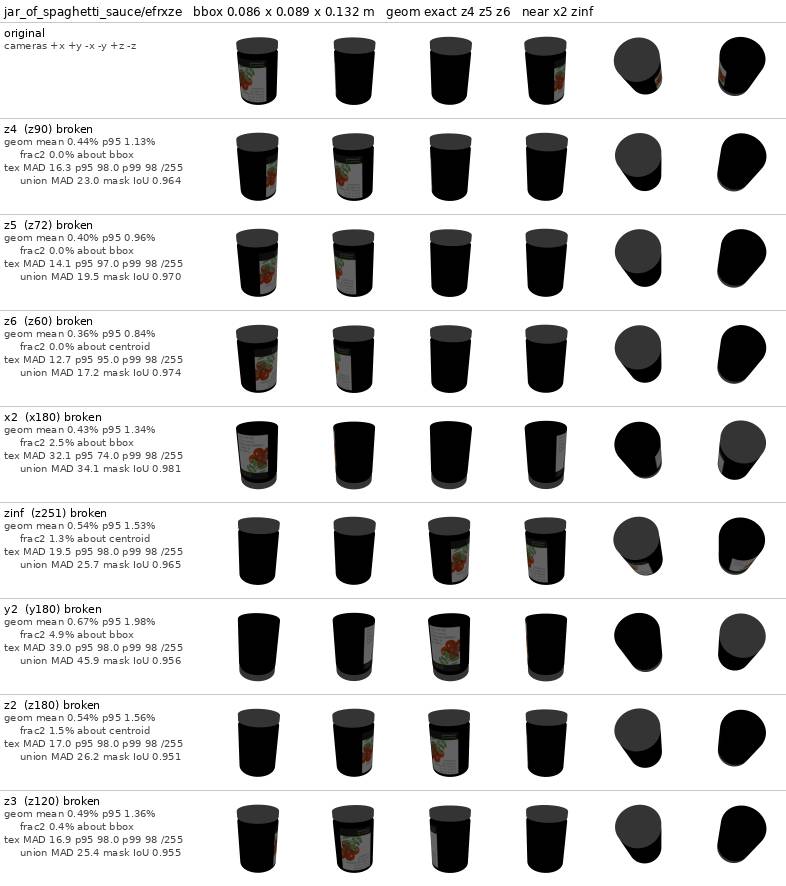 jar_of_spaghetti_sauce/efrxze bbox 0.086 x 0.089 x 0.132 m geom exact z4 z5 z6 near x2 zinf
original
cameras +x +y -x -y +z -z
z4 (z90) broken
geom mean 0.44% p95 1.13%
frac2 0.0% about bbox
tex MAD 16.3 p95 98.0 p99 98 /255
union MAD 23.0 mask IoU 0.964
z5 (z72) broken
geom mean 0.40% p95 0.96%
frac2 0.0% about bbox
tex MAD 14.1 p95 97.0 p99 98 /255
union MAD 19.5 mask IoU 0.970
z6 (z60) broken
geom mean 0.36% p95 0.84%
frac2 0.0% about centroid
tex MAD 12.7 p95 95.0 p99 98 /255
union MAD 17.2 mask IoU 0.974
x2 (x180) broken
geom mean 0.43% p95 1.34%
frac2 2.5% about bbox
tex MAD 32.1 p95 74.0 p99 98 /255
union MAD 34.1 mask IoU 0.981
zinf (z251) broken
geom mean 0.54% p95 1.53%
frac2 1.3% about centroid
tex MAD 19.5 p95 98.0 p99 98 /255
union MAD 25.7 mask IoU 0.965
y2 (y180) broken
geom mean 0.67% p95 1.98%
frac2 4.9% about bbox
tex MAD 39.0 p95 98.0 p99 98 /255
union MAD 45.9 mask IoU 0.956
z2 (z180) broken
geom mean 0.54% p95 1.56%
frac2 1.5% about centroid
tex MAD 17.0 p95 98.0 p99 98 /255
union MAD 26.2 mask IoU 0.951
z3 (z120) broken
geom mean 0.49% p95 1.36%
frac2 0.4% about bbox
tex MAD 16.9 p95 98.0 p99 98 /255
union MAD 25.4 mask IoU 0.955